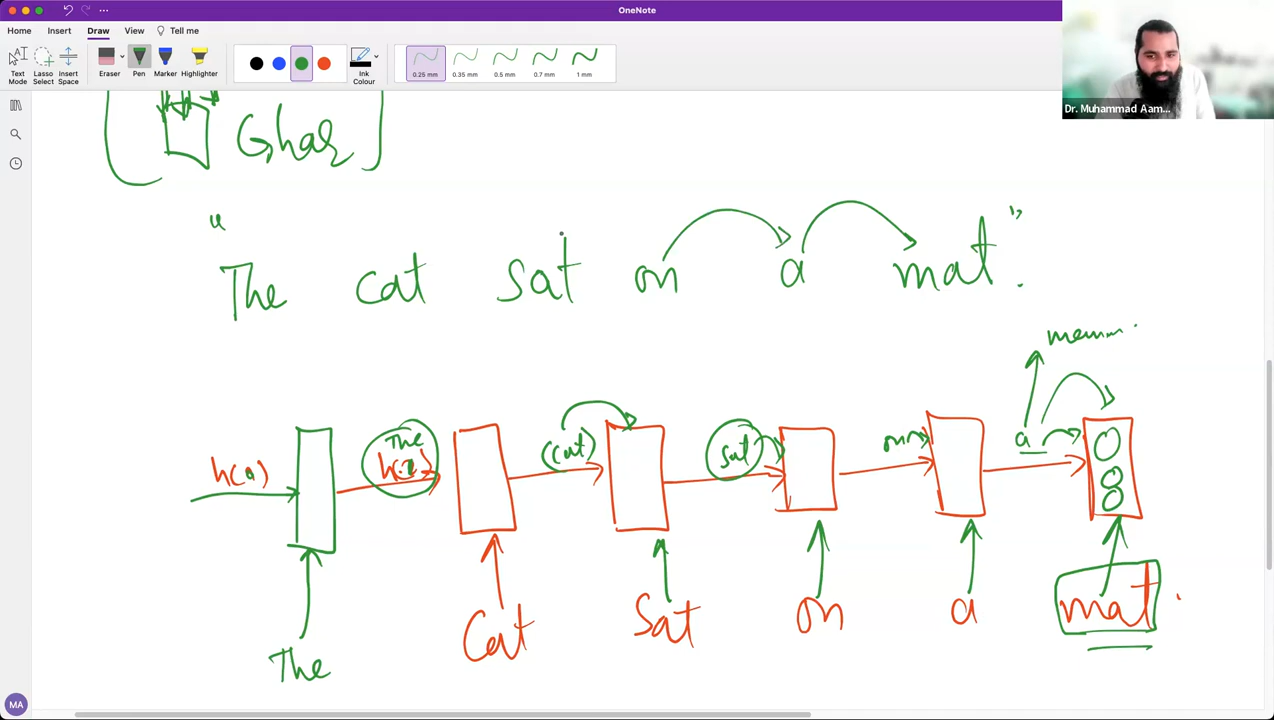 OneNote
Home Insert Draw View Tell me
Text Mode
Lasso Select
Insert Space
Eraser
Pen
Marker
Highlighter
Ink Colour
0.25 mm
0.35 mm
0.5 mm
0.7 mm
1 mm
Dr. Muhammad Aam...
Ghar
"The cat sat on a mat."
mem
h(0) The (cat) sat on a
The Cat Sat on a mat.
MA